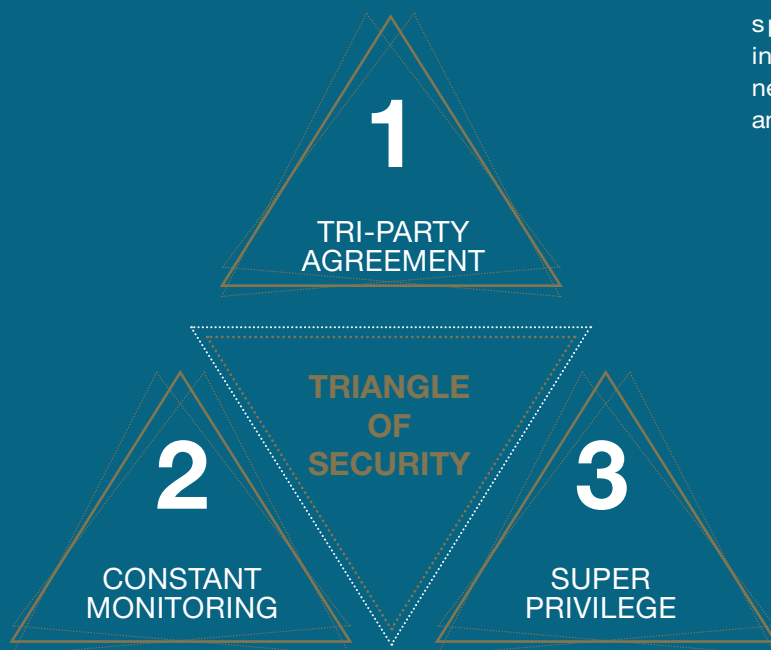 1
TRI-PARTY
AGREEMENT
TRIANGLE
OF
SECURITY
2
CONSTANT
MONITORING
3
SUPER
PRIVILEGE